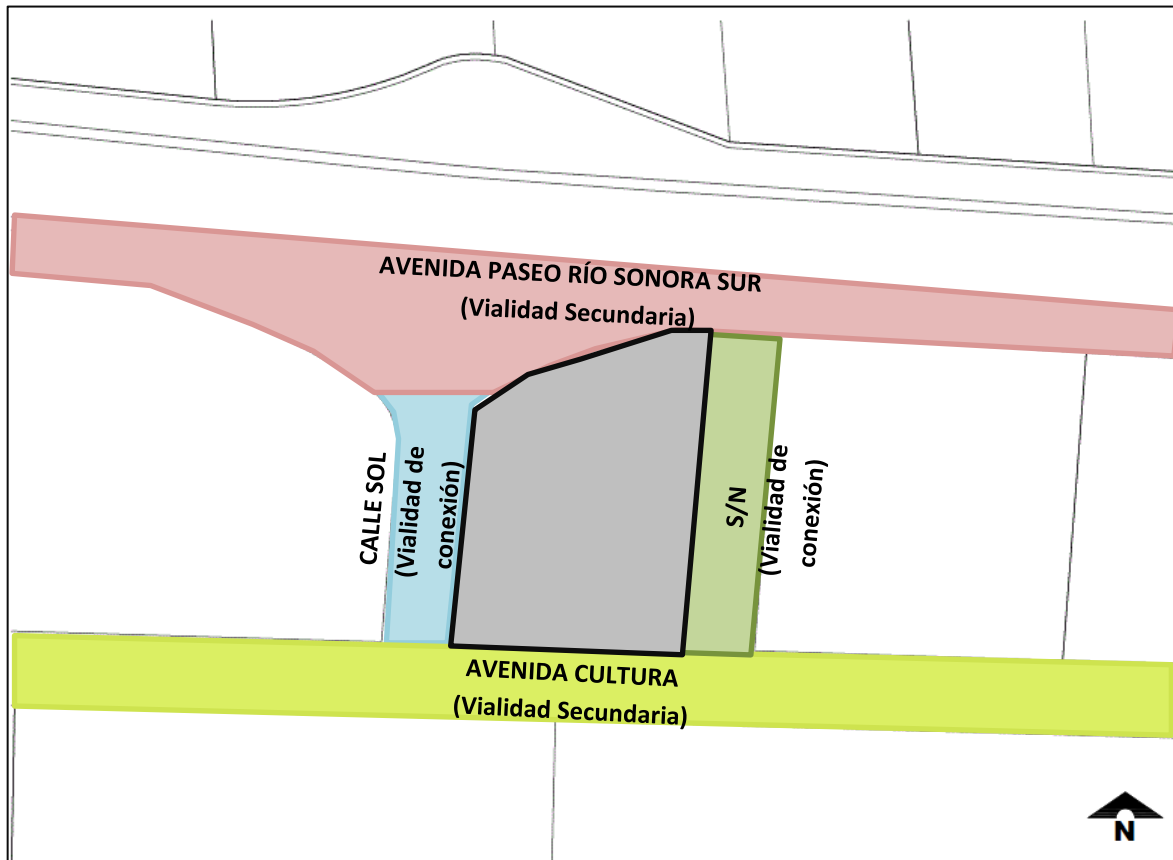 AVENIDA PASEO RÍO SONORA SUR
(Vialidad Secundaria)
CALLE SOL
(Vialidad de
conexión)
S/N
(Vialidad de
conexión)
AVENIDA CULTURA
(Vialidad Secundaria)
N